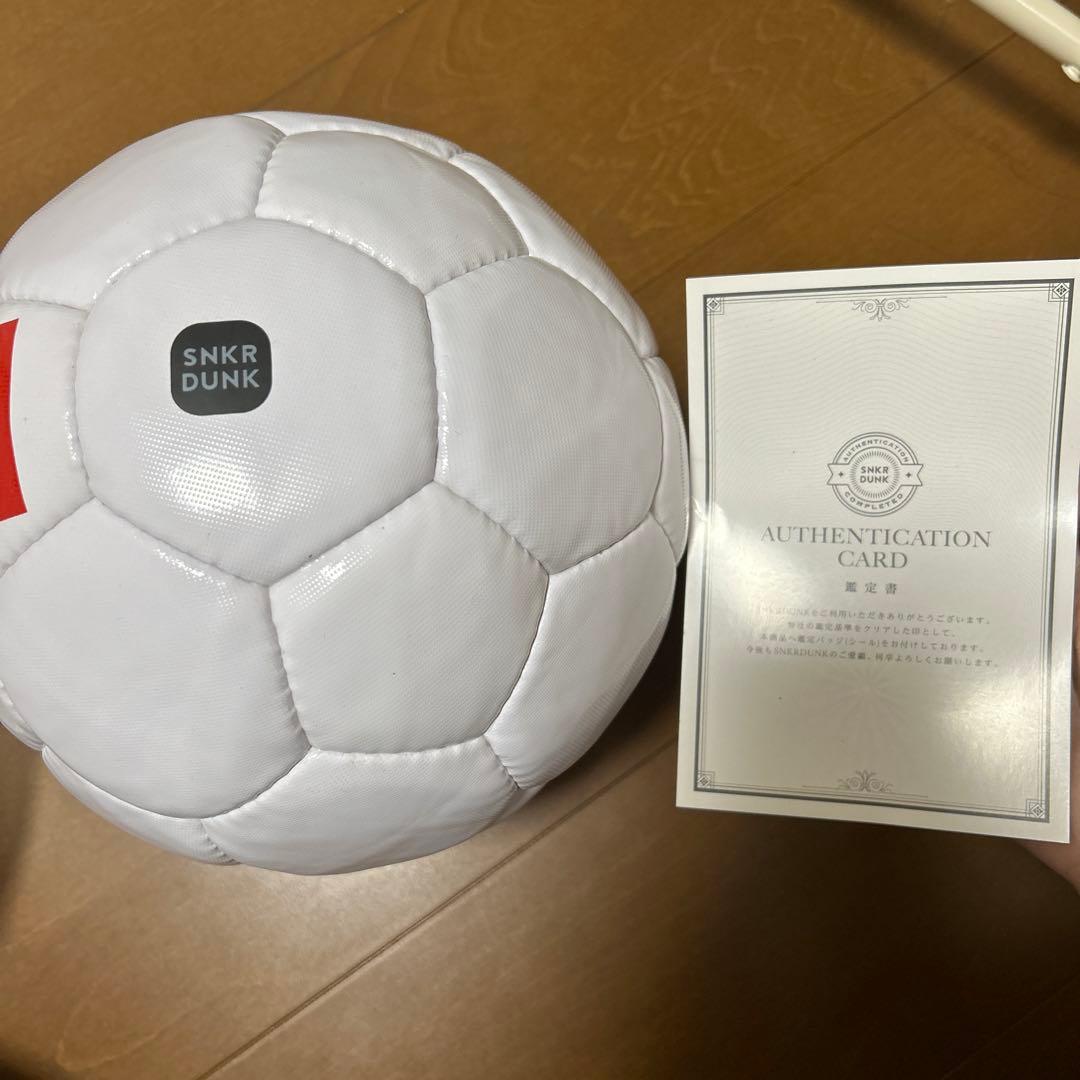 SNKR
DUNK
AUTHENTICATION
SNKR
DUNK
COMPLETED
AUTHENTICATION
CARD
鑑定書
SNKRDUNKをご利用いただきありがとうございます。
弊社の鑑定基準をクリアした印として、
本商品へ鑑定バッジ(シール)をお付けしております。
今後もSNKRDUNKのご愛顧、何卒よろしくお願いします。